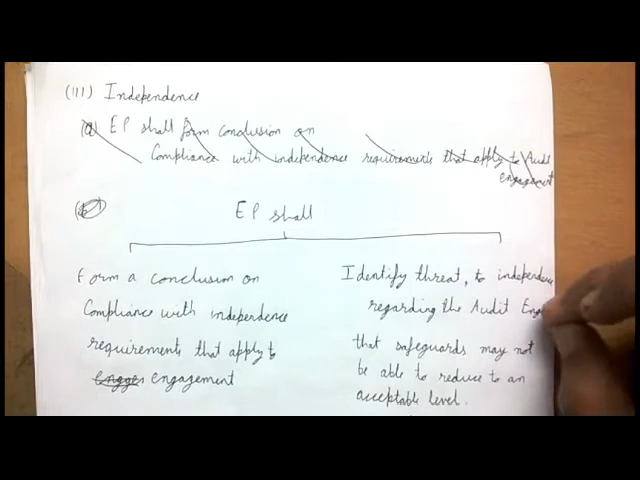 (III) Independence
(a) EP shall form conclusion on
Compliance with independence requirements that apply to Audit
engagement
(b)
EP shall
Form a conclusion on
Compliance with independence
requirements that apply to
engagement
Identify threat, to independence
regarding the Audit
that safeguards may not
be able to reduce to an
acceptable level.